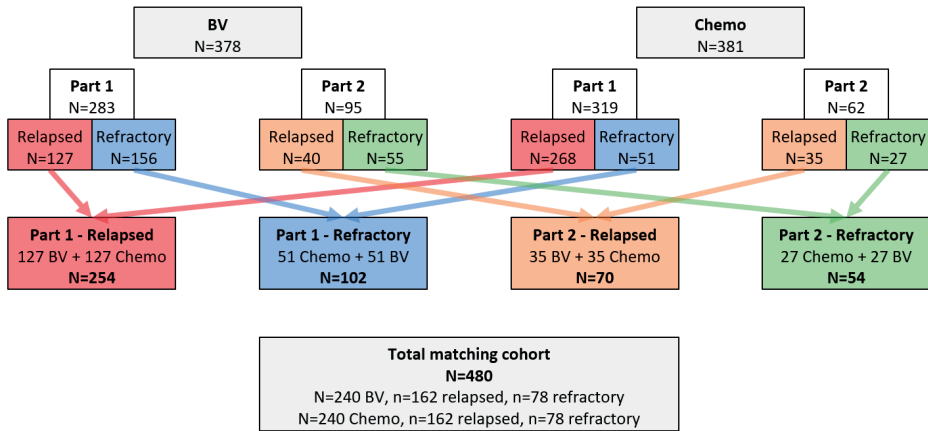 BV
N=378
Chemo
N=381
Part 1
N=283
Part 2
N=95
Part 1
N=319
Part 2
N=62
Relapsed
N=127
Refractory
N=156
Relapsed
N=40
Refractory
N=55
Relapsed
N=268
Refractory
N=51
Relapsed
N=35
Refractory
N=27
Part 1 - Relapsed
127 BV + 127 Chemo
N=254
Part 1 - Refractory
51 Chemo + 51 BV
N=102
Part 2 - Relapsed
35 BV + 35 Chemo
N=70
Part 2 - Refractory
27 Chemo + 27 BV
N=54
Total matching cohort
N=480
N=240 BV, n=162 relapsed, n=78 refractory
N=240 Chemo, n=162 relapsed, n=78 refractory